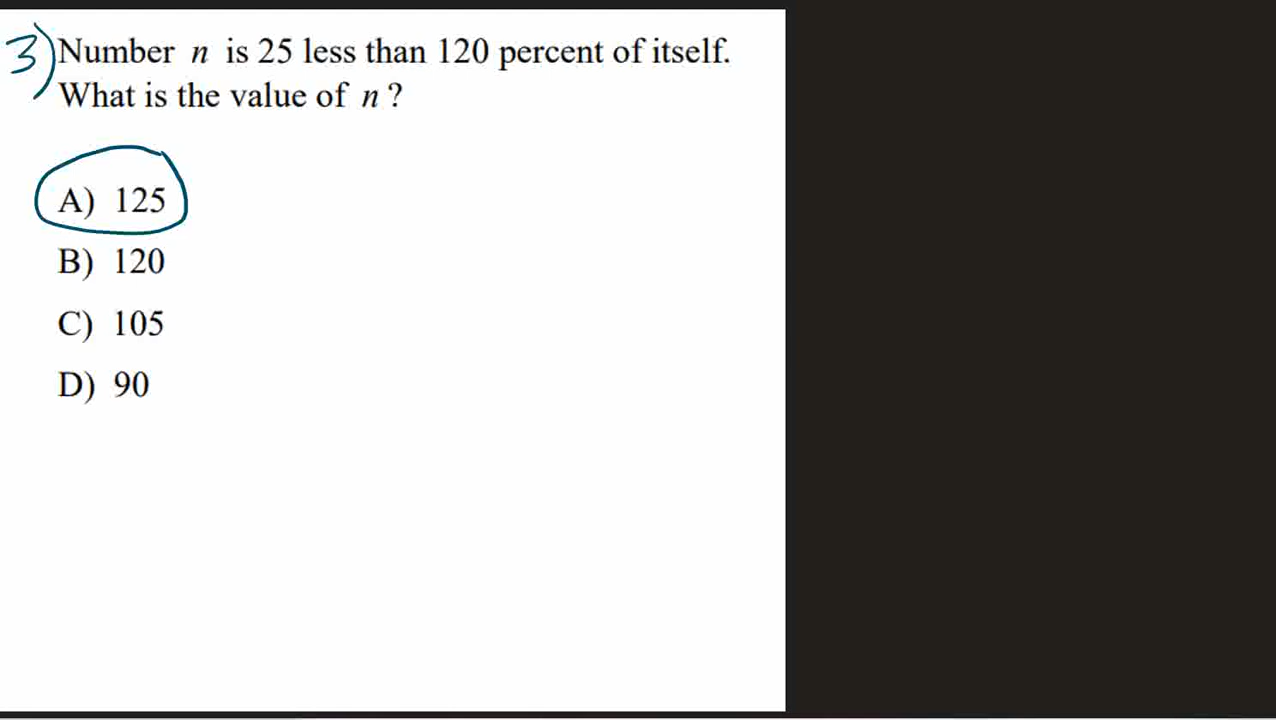 3) Number n is 25 less than 120 percent of itself.
What is the value of n ?
A) 125
B) 120
C) 105
D) 90